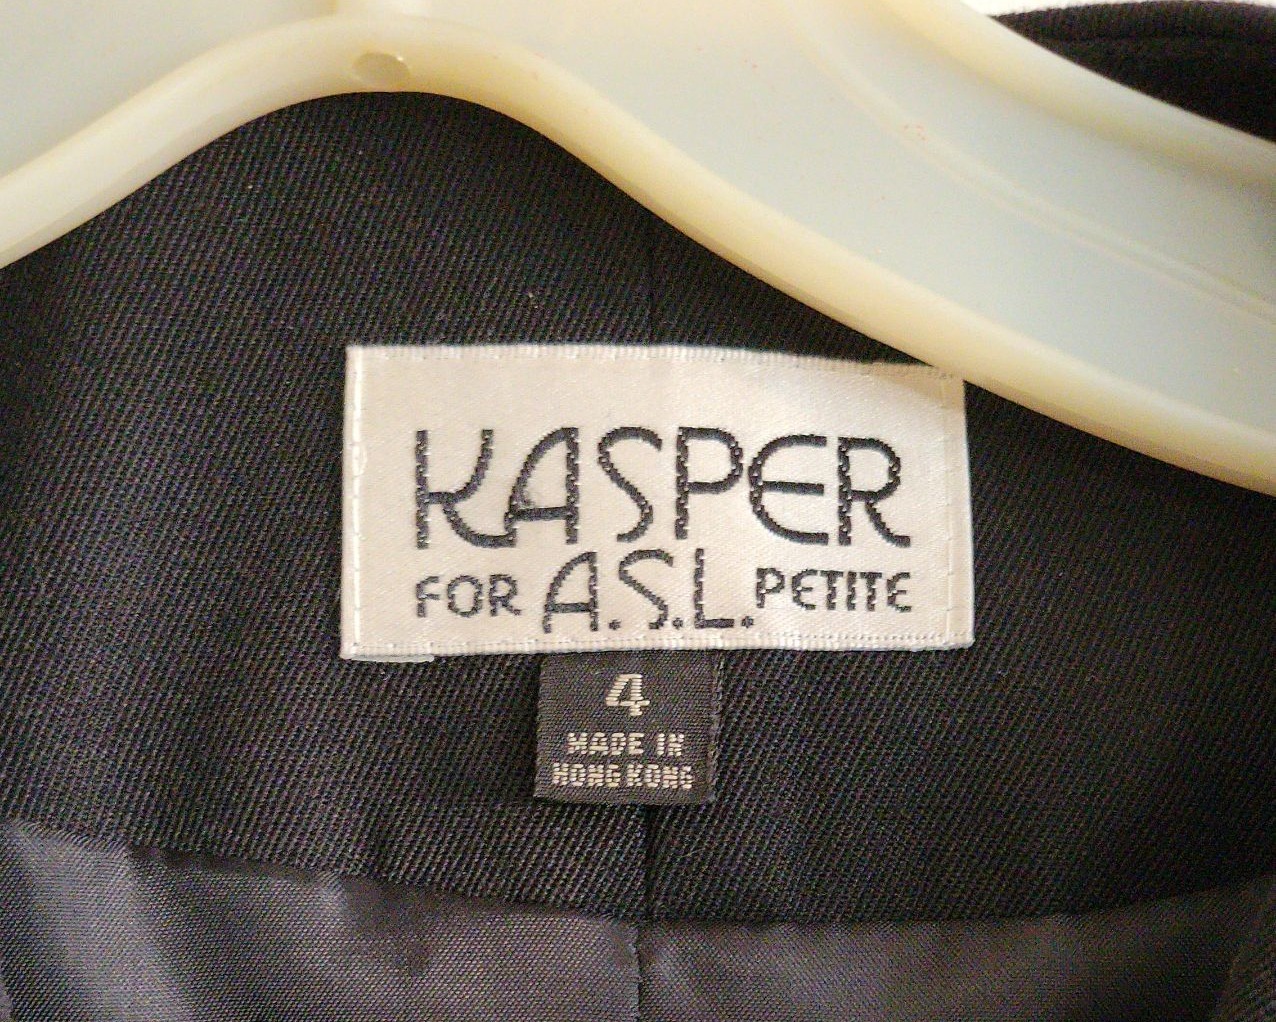 KASPER
FOR A.S.L. PETITE
4
MADE IN
HONG KONG